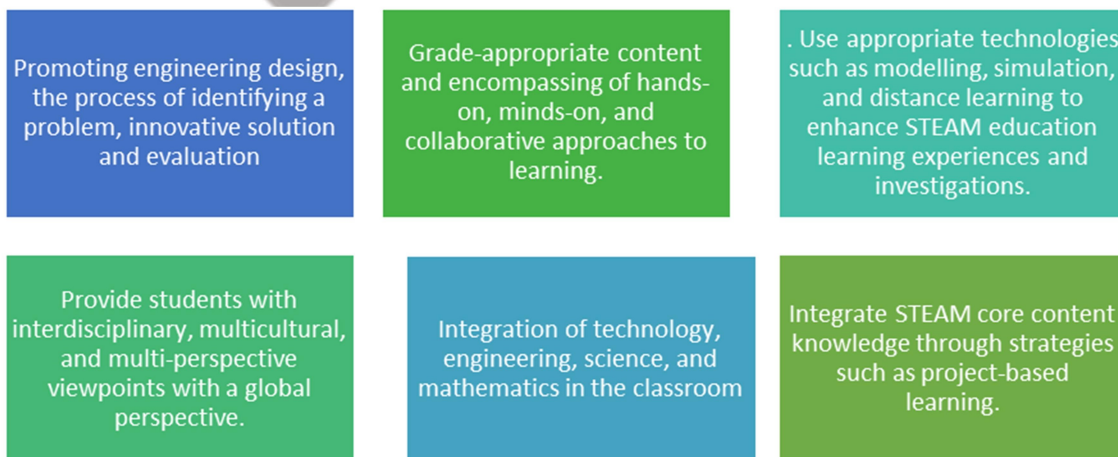 Promoting engineering design,
the process of identifying a
problem, innovative solution
and evaluation
Grade-appropriate content
and encompassing of hands-
on, minds-on, and
collaborative approaches to
learning.
. Use appropriate technologies
such as modelling, simulation,
and distance learning to
enhance STEAM education
learning experiences and
investigations.
Provide students with
interdisciplinary, multicultural,
and multi-perspective
viewpoints with a global
perspective.
Integration of technology,
engineering, science, and
mathematics in the classroom
Integrate STEAM core content
knowledge through strategies
such as project-based
learning.